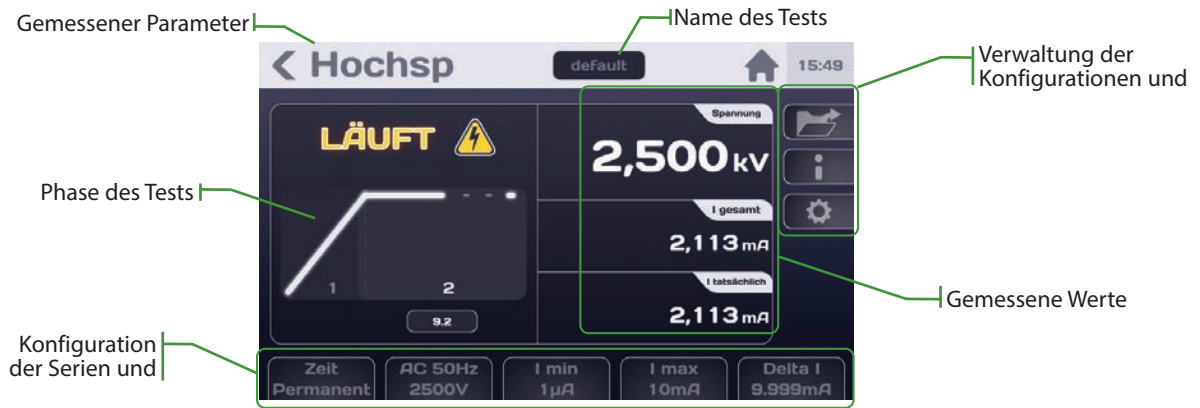 Gemessener Parameter
Name des Tests
Hochsp
default
15:49
Verwaltung der
Konfigurationen und
LÄUFT
Spannung
2,500 kV
Phase des Tests
I gesamt
2,113 mA
1
2
I tatsächlich
2,113 mA
9.2
Gemessene Werte
Konfiguration
der Serien und
Zeit
Permanent
AC 50Hz
2500V
I min
1µA
I max
10mA
Delta I
9.999mA